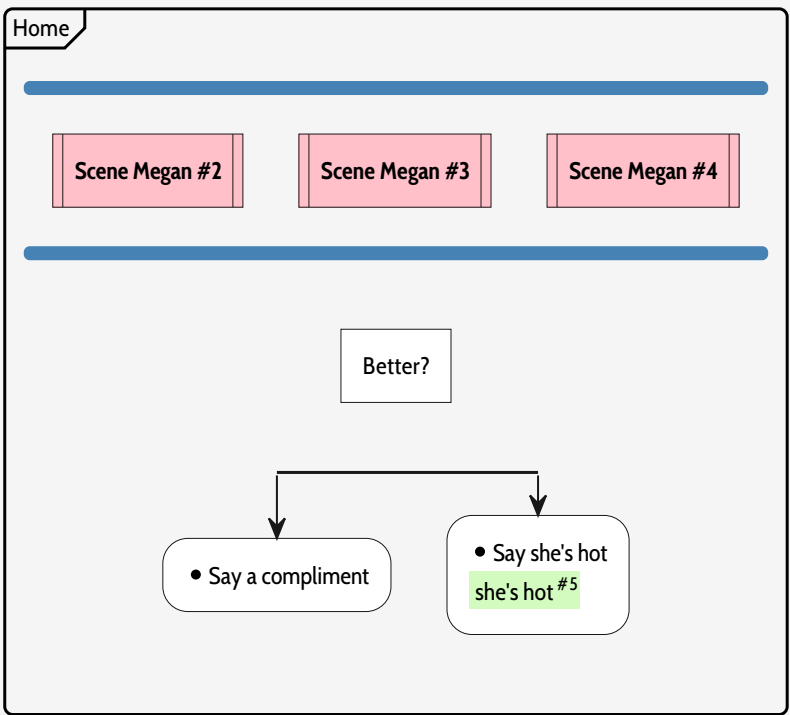 Home
Scene Megan #2
Scene Megan #3
Scene Megan #4
Better?
• Say a compliment
• Say she's hot
she's hot #5